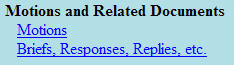 Motions and Related Documents
Motions
Briefs, Responses, Replies, etc.